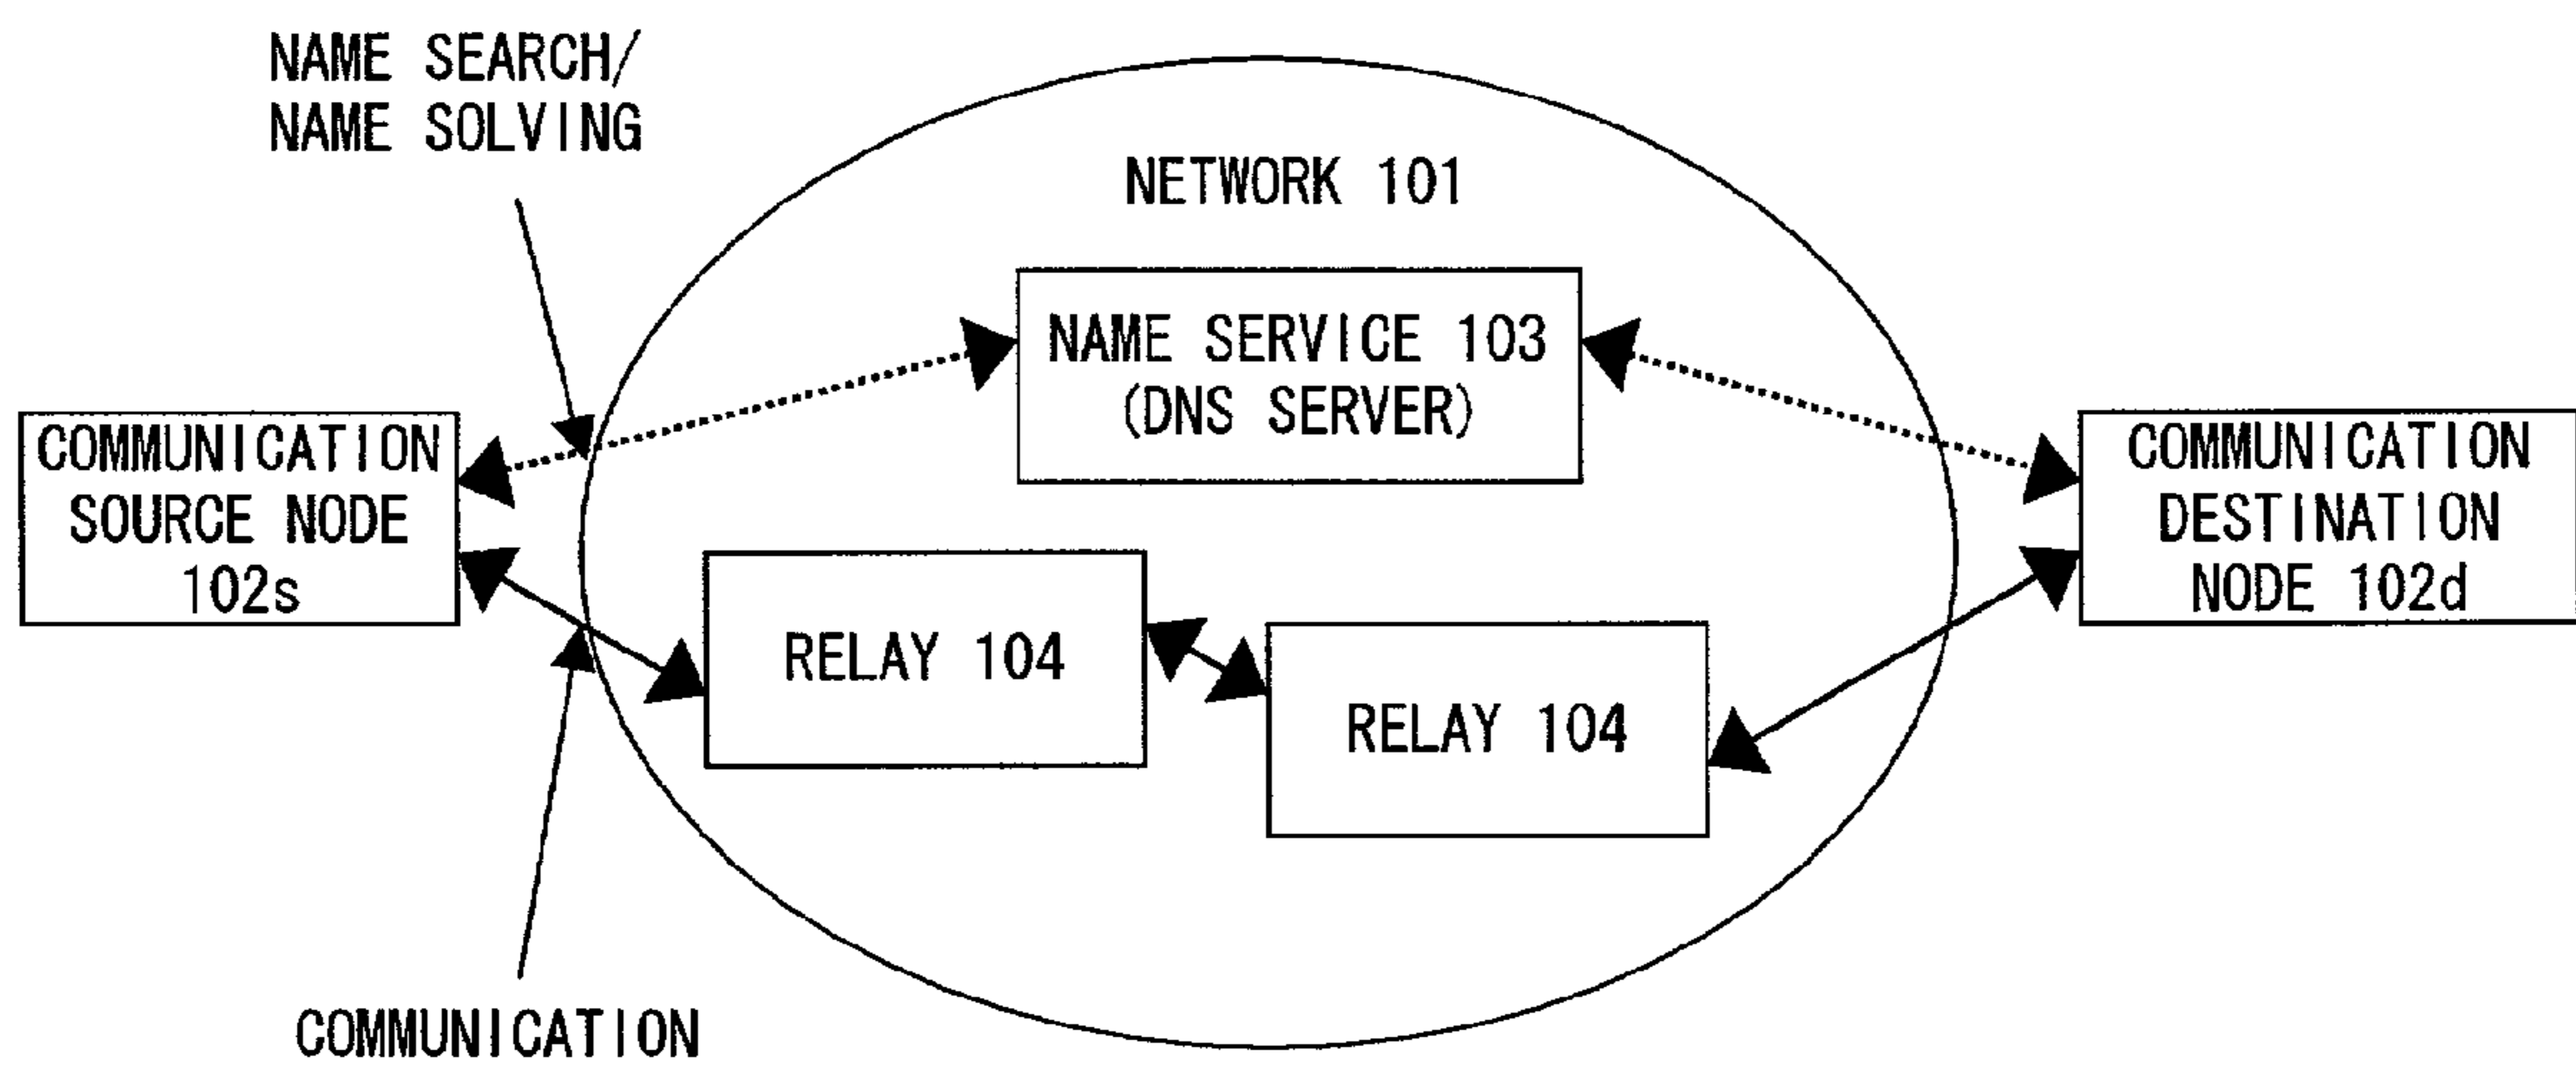 NAME SEARCH/
NAME SOLVING
NETWORK 101
NAME SERVICE 103
(DNS SERVER)
COMMUNICATION
SOURCE NODE
102s
COMMUNICATION
DESTINATION
NODE 102d
RELAY 104
RELAY 104
COMMUNICATION